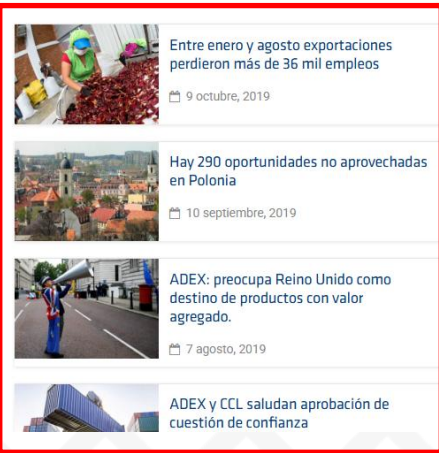 Entre enero y agosto exportaciones
perdieron más de 36 mil empleos
9 octubre, 2019
Hay 290 oportunidades no aprovechadas
en Polonia
10 septiembre, 2019
ADEX: preocupa Reino Unido como
destino de productos con valor
agregado.
7 agosto, 2019
ADEX y CCL saludan aprobación de
cuestión de confianza